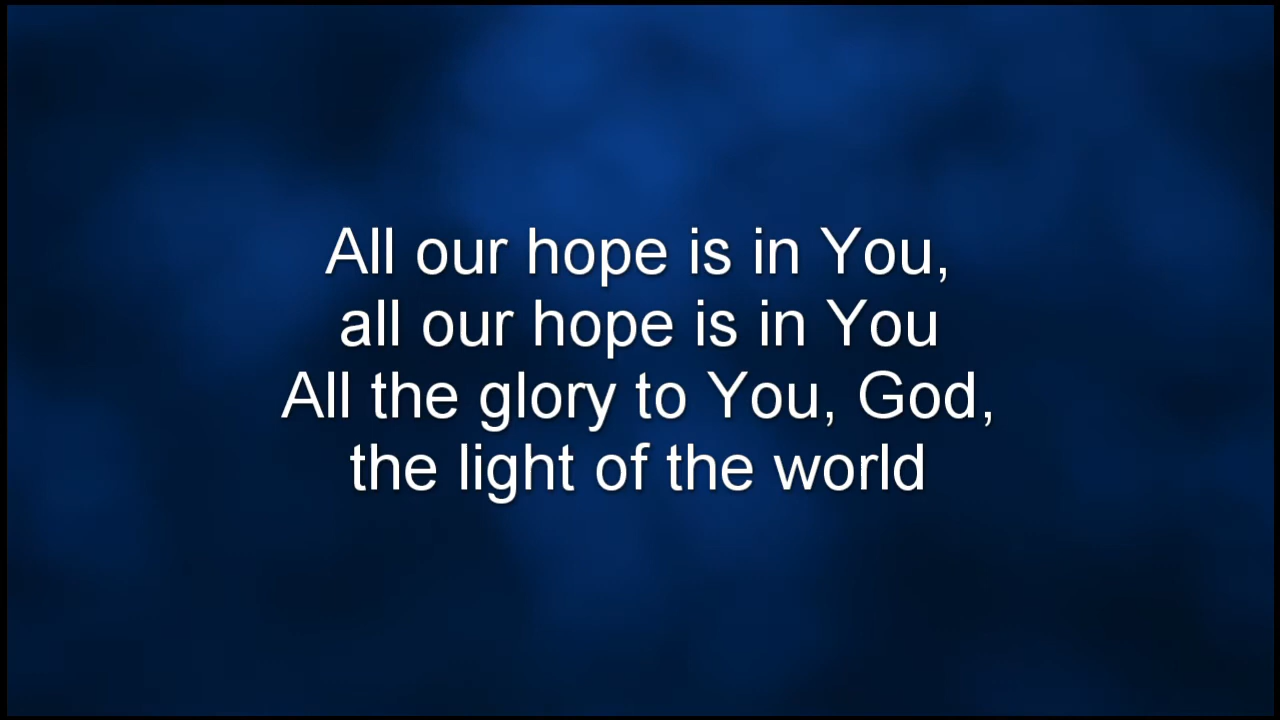 All our hope is in You,
all our hope is in You
All the glory to You, God,
the light of the world